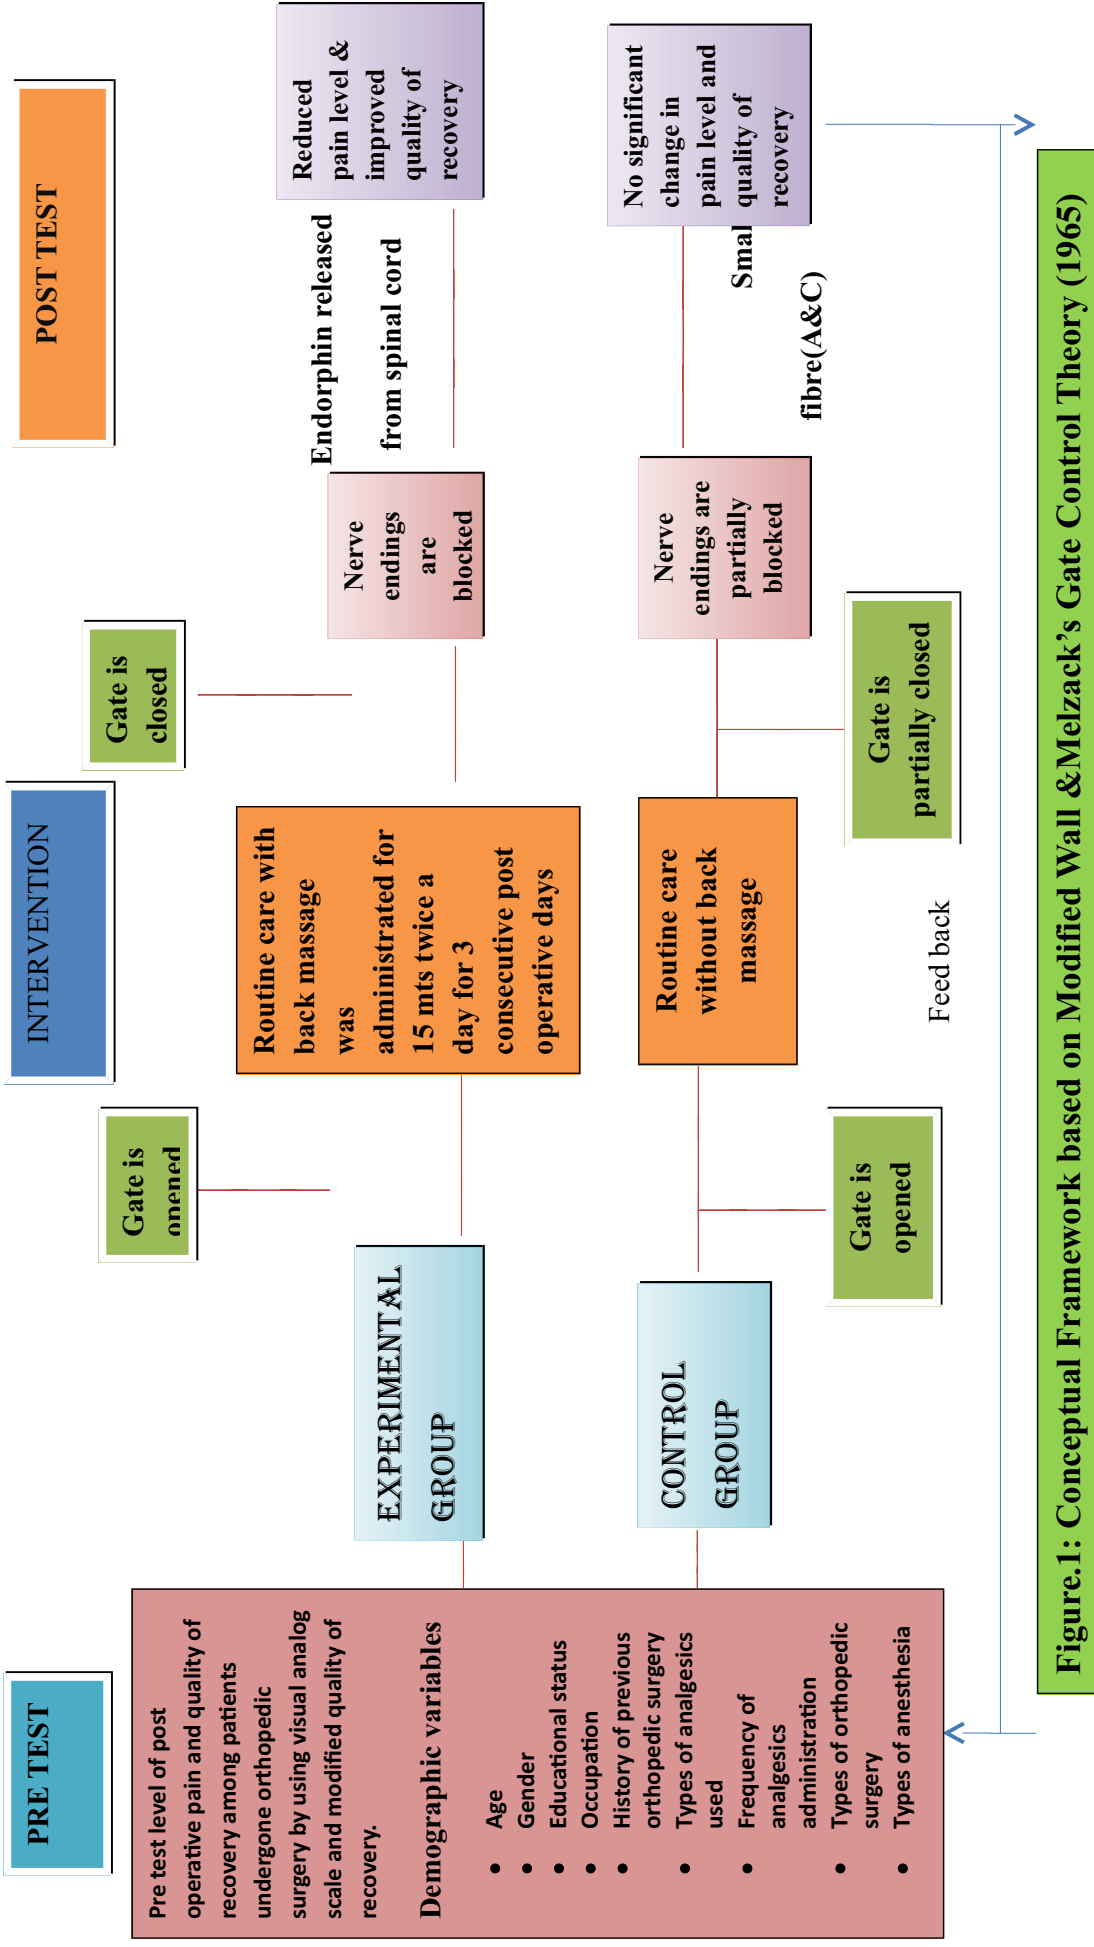 PRE TEST
INTERVENTION
POST TEST
Pre test level of post
operative pain and quality of
recovery among patients
undergone orthopedic
surgery by using visual analog
scale and modified quality of
recovery.
Demographic variables
• Age
• Gender
• Educational status
• Occupation
• History of previous
orthopedic surgery
• Types of analgesics
used
• Frequency of
analgesics
administration
• Types of orthopedic
surgery
• Types of anesthesia
EXPERIMENTAL
GROUP
Gate is
opened
Routine care with
back massage
was
administrated for
15 mts twice a
day for 3
consecutive post
operative days
Gate is
closed
Nerve
endings
are
blocked
Endorphin released
from spinal cord
Reduced
pain level &
improved
quality of
recovery
CONTROL
GROUP
Gate is
opened
Routine care
without back
massage
Gate is
partially closed
Nerve
endings are
partially
blocked
Smal
fibre(A&C)
No significant
change in
pain level and
quality of
recovery
Feed back
Figure.1: Conceptual Framework based on Modified Wall &Melzack’s Gate Control Theory (1965)